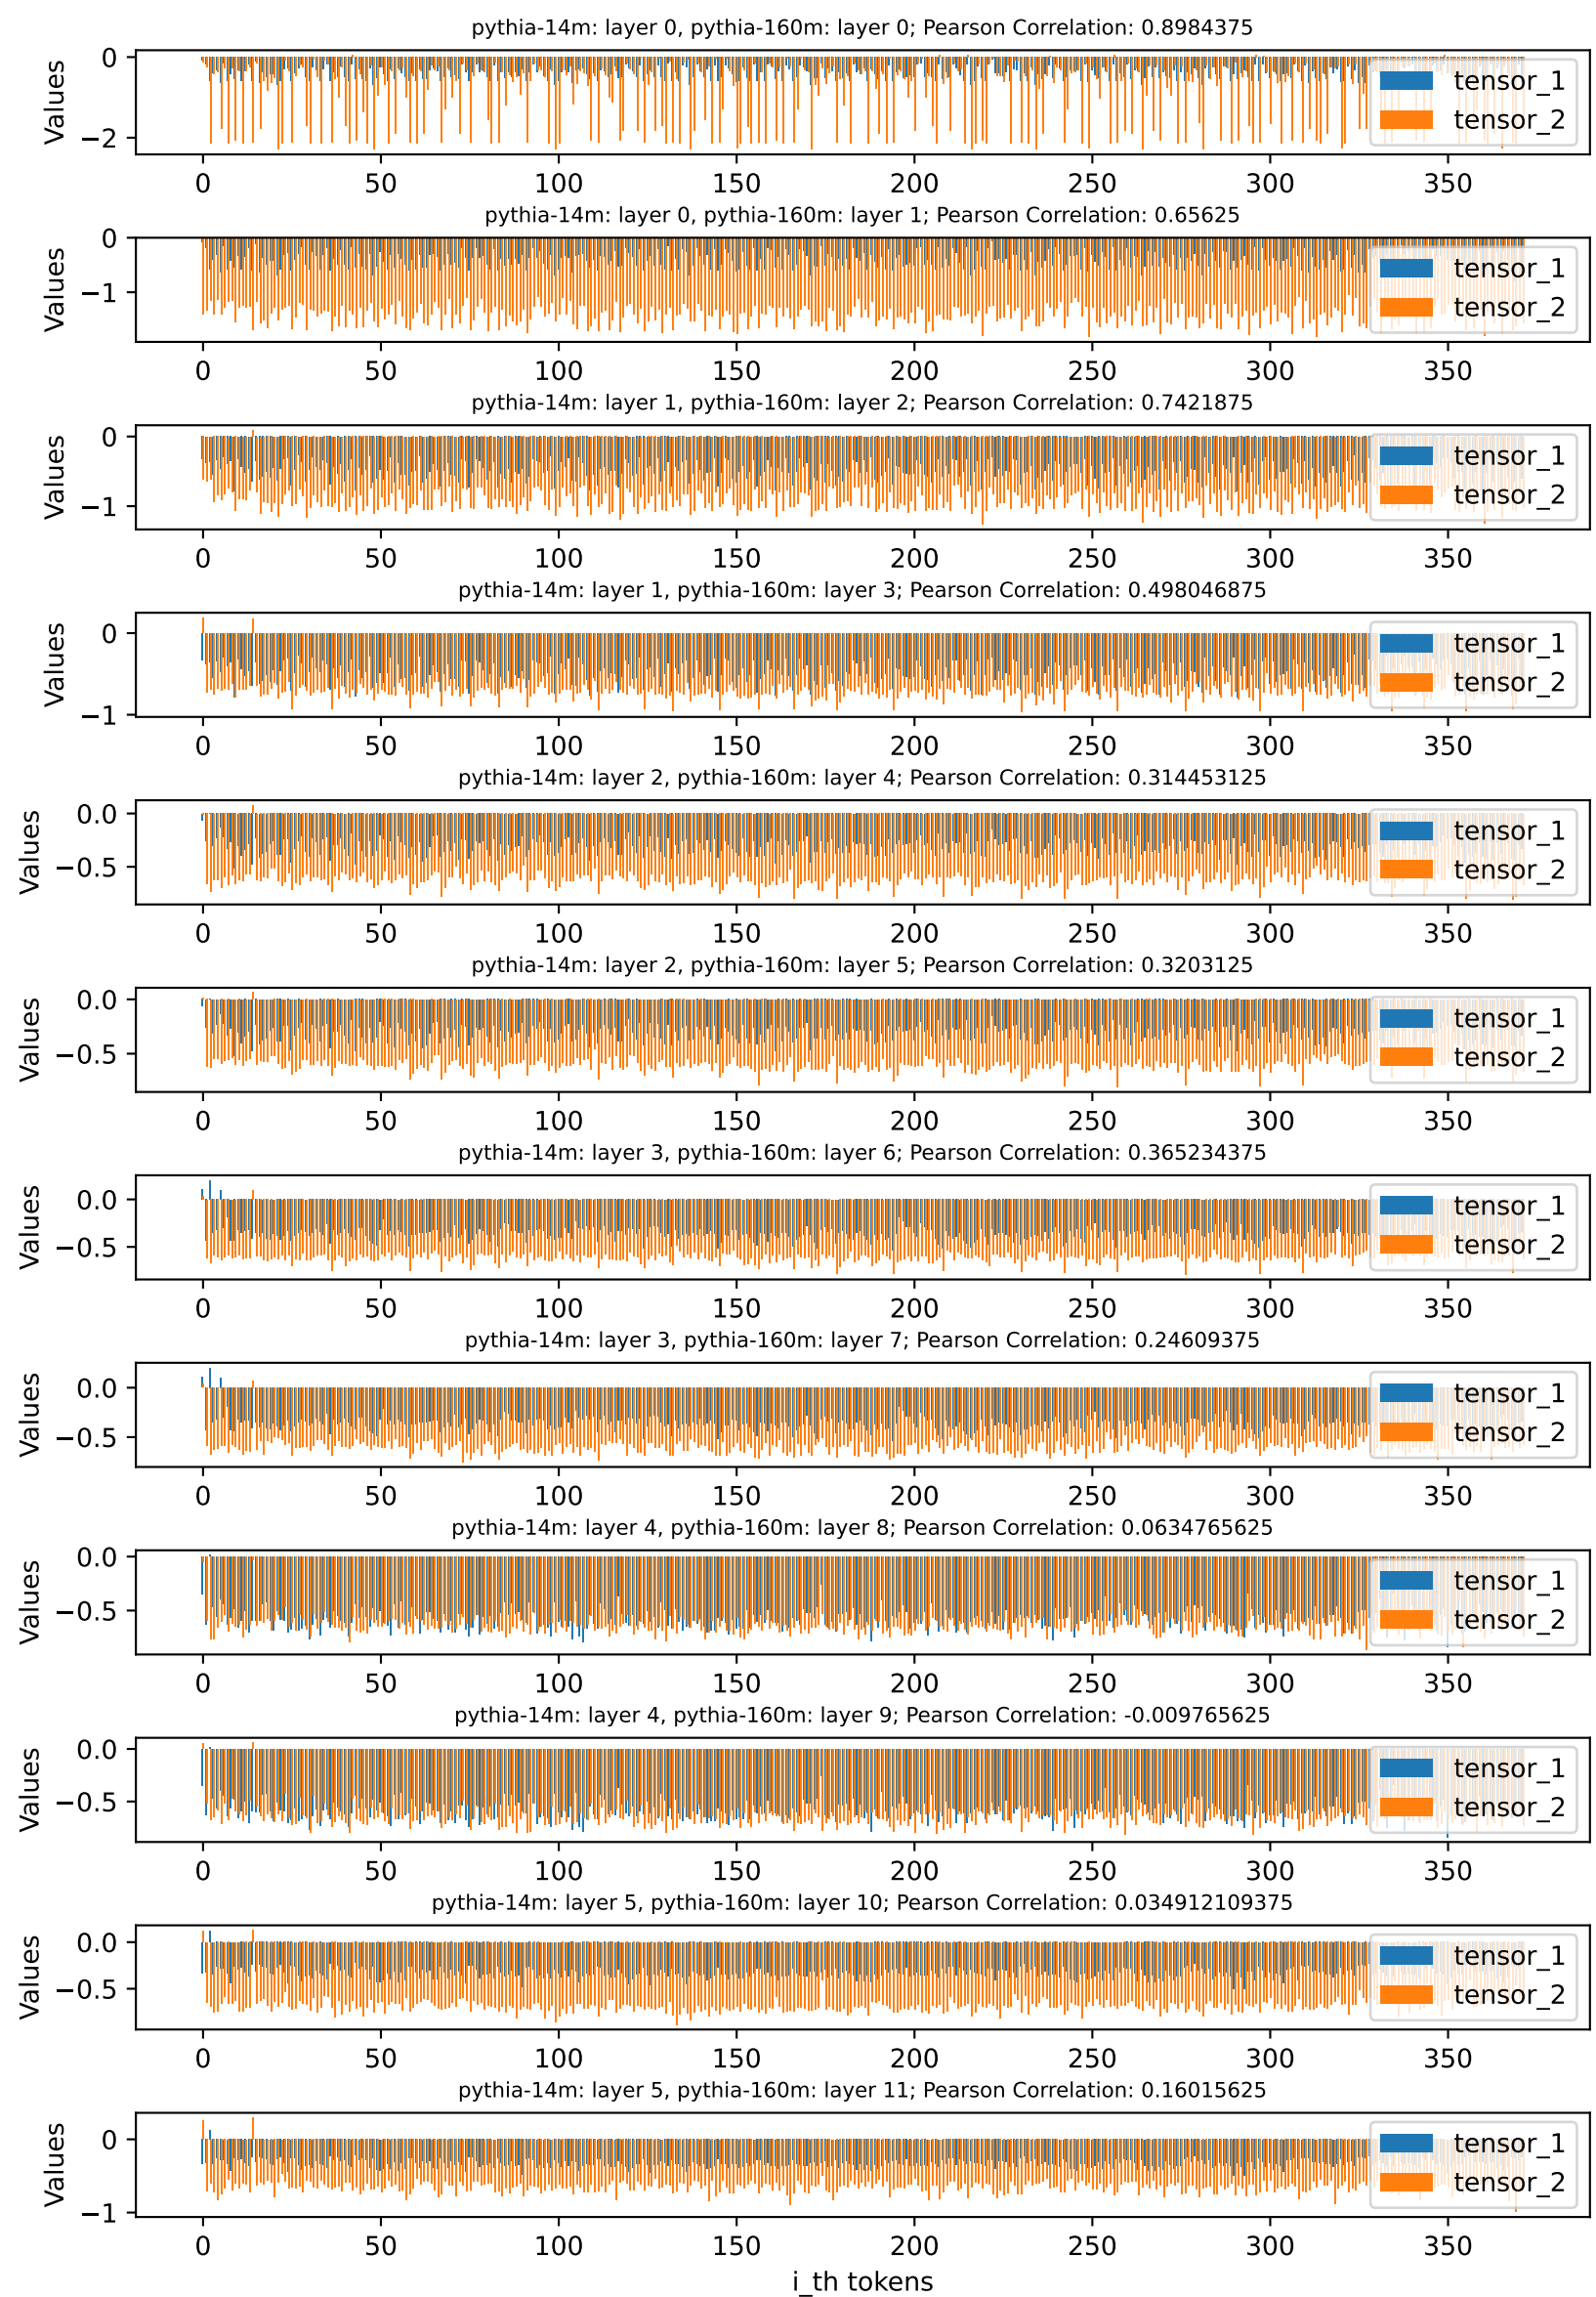 pythia-14m: layer 0, pythia-160m: layer 0; Pearson Correlation: 0.8984375
Values
0
−2
tensor_1
tensor_2
0 50 100 150 200 250 300 350
pythia-14m: layer 0, pythia-160m: layer 1; Pearson Correlation: 0.65625
Values
0
−1
tensor_1
tensor_2
0 50 100 150 200 250 300 350
pythia-14m: layer 1, pythia-160m: layer 2; Pearson Correlation: 0.7421875
Values
0
−1
tensor_1
tensor_2
0 50 100 150 200 250 300 350
pythia-14m: layer 1, pythia-160m: layer 3; Pearson Correlation: 0.498046875
Values
0
−1
tensor_1
tensor_2
0 50 100 150 200 250 300 350
pythia-14m: layer 2, pythia-160m: layer 4; Pearson Correlation: 0.314453125
Values
0.0
−0.5
tensor_1
tensor_2
0 50 100 150 200 250 300 350
pythia-14m: layer 2, pythia-160m: layer 5; Pearson Correlation: 0.3203125
Values
0.0
−0.5
tensor_1
tensor_2
0 50 100 150 200 250 300 350
pythia-14m: layer 3, pythia-160m: layer 6; Pearson Correlation: 0.365234375
Values
0.0
−0.5
tensor_1
tensor_2
0 50 100 150 200 250 300 350
pythia-14m: layer 3, pythia-160m: layer 7; Pearson Correlation: 0.24609375
Values
0.0
−0.5
tensor_1
tensor_2
0 50 100 150 200 250 300 350
pythia-14m: layer 4, pythia-160m: layer 8; Pearson Correlation: 0.0634765625
Values
0.0
−0.5
tensor_1
tensor_2
0 50 100 150 200 250 300 350
pythia-14m: layer 4, pythia-160m: layer 9; Pearson Correlation: -0.009765625
Values
0.0
−0.5
tensor_1
tensor_2
0 50 100 150 200 250 300 350
pythia-14m: layer 5, pythia-160m: layer 10; Pearson Correlation: 0.034912109375
Values
0.0
−0.5
tensor_1
tensor_2
0 50 100 150 200 250 300 350
pythia-14m: layer 5, pythia-160m: layer 11; Pearson Correlation: 0.16015625
Values
0
−1
tensor_1
tensor_2
0 50 100 150 200 250 300 350
i_th tokens